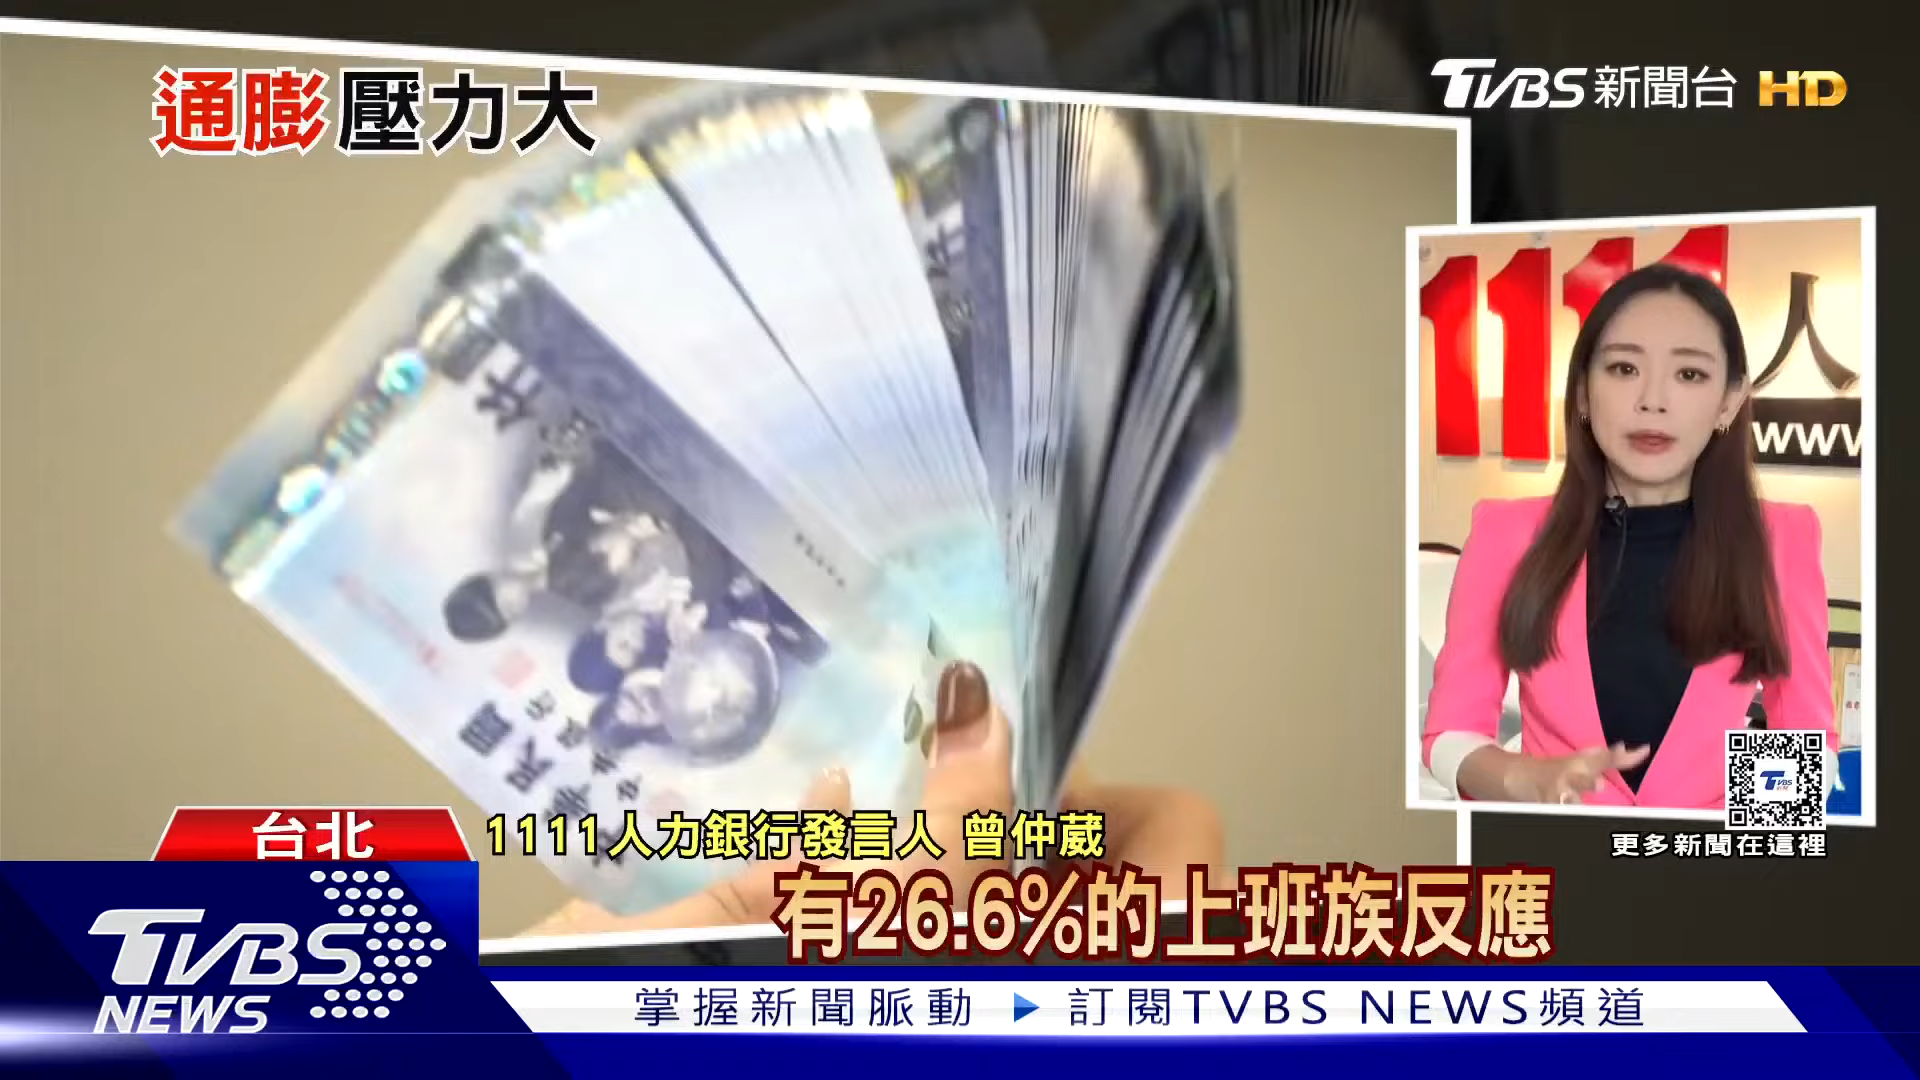 通膨壓力大
TVBS新聞台 HD
1111人
www
更多新聞在這裡
台北
1111人力銀行發言人 曾仲葳
有26.6%的上班族反應
TVBS
NEWS
掌握新聞脈動 ▶ 訂閱TVBS NEWS頻道